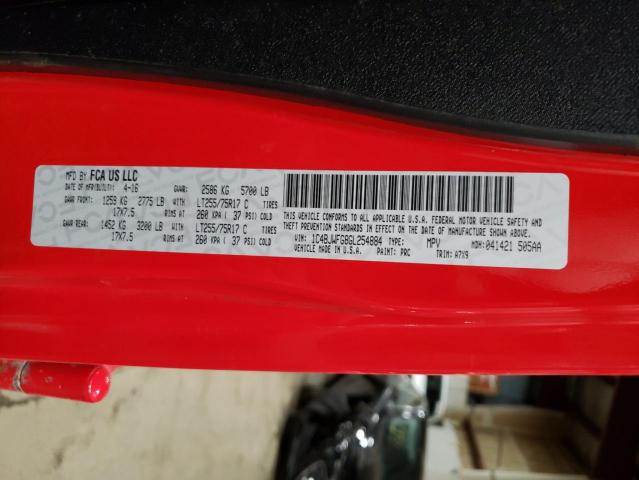 MFD BY FCA US LLC
DATE OF MFR(BUILT): 4-16 GVWR: 2586 KG 5700 LB
GAWR FRONT: 1259 KG 2775 LB WITH LT255/75R17 C TIRES
17X7.5 RIMS AT 260 KPA ( 37 PSI) COLD
GAWR REAR: 1452 KG 3200 LB WITH LT255/75R17 C TIRES
17X7.5 RIMS AT 260 KPA ( 37 PSI) COLD
THIS VEHICLE CONFORMS TO ALL APPLICABLE U.S.A. FEDERAL MOTOR VEHICLE SAFETY AND
THEFT PREVENTION STANDARDS IN EFFECT ON THE DATE OF MANUFACTURE SHOWN ABOVE.
VIN: 1C4BJWFG8GL254884 TYPE: MPV MDH: 041421 505AA
VEHICLE MADE IN U.S.A. PAINT: PRC TRIM: A7X9